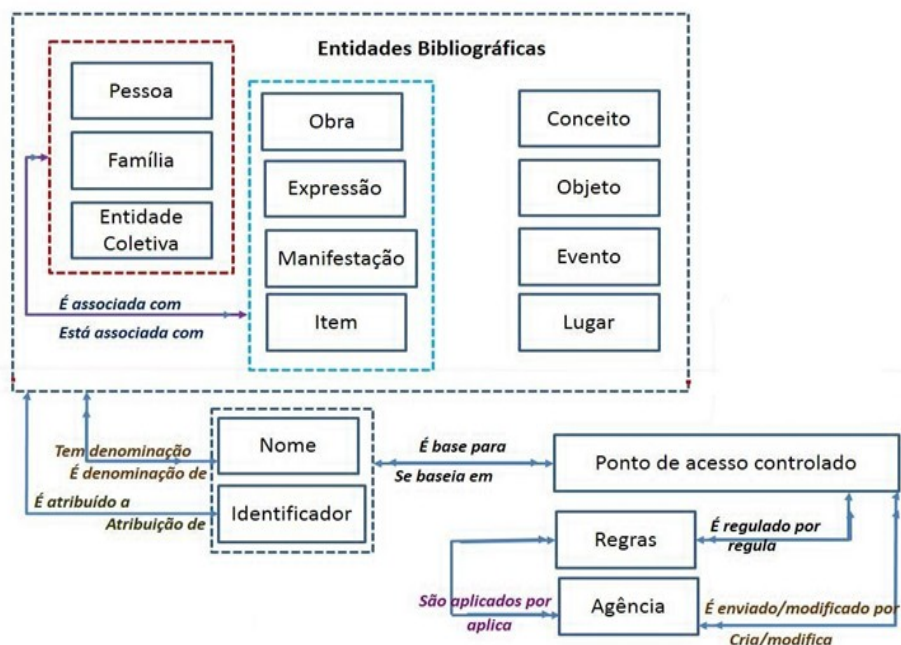 Entidades Bibliográficas
Pessoa
Família
Entidade
Coletiva
Obra
Expressão
Manifestação
Item
Conceito
Objeto
Evento
Lugar
É associada com
Está associada com
Tem denominação
É denominação de
É atribuído a
Atribuição de
Nome
Identificador
É base para
Se baseia em
Ponto de acesso controlado
Regras
É regulado por
regula
São aplicados por
aplica
Agência
É enviado/modificado por
Cria/modifica